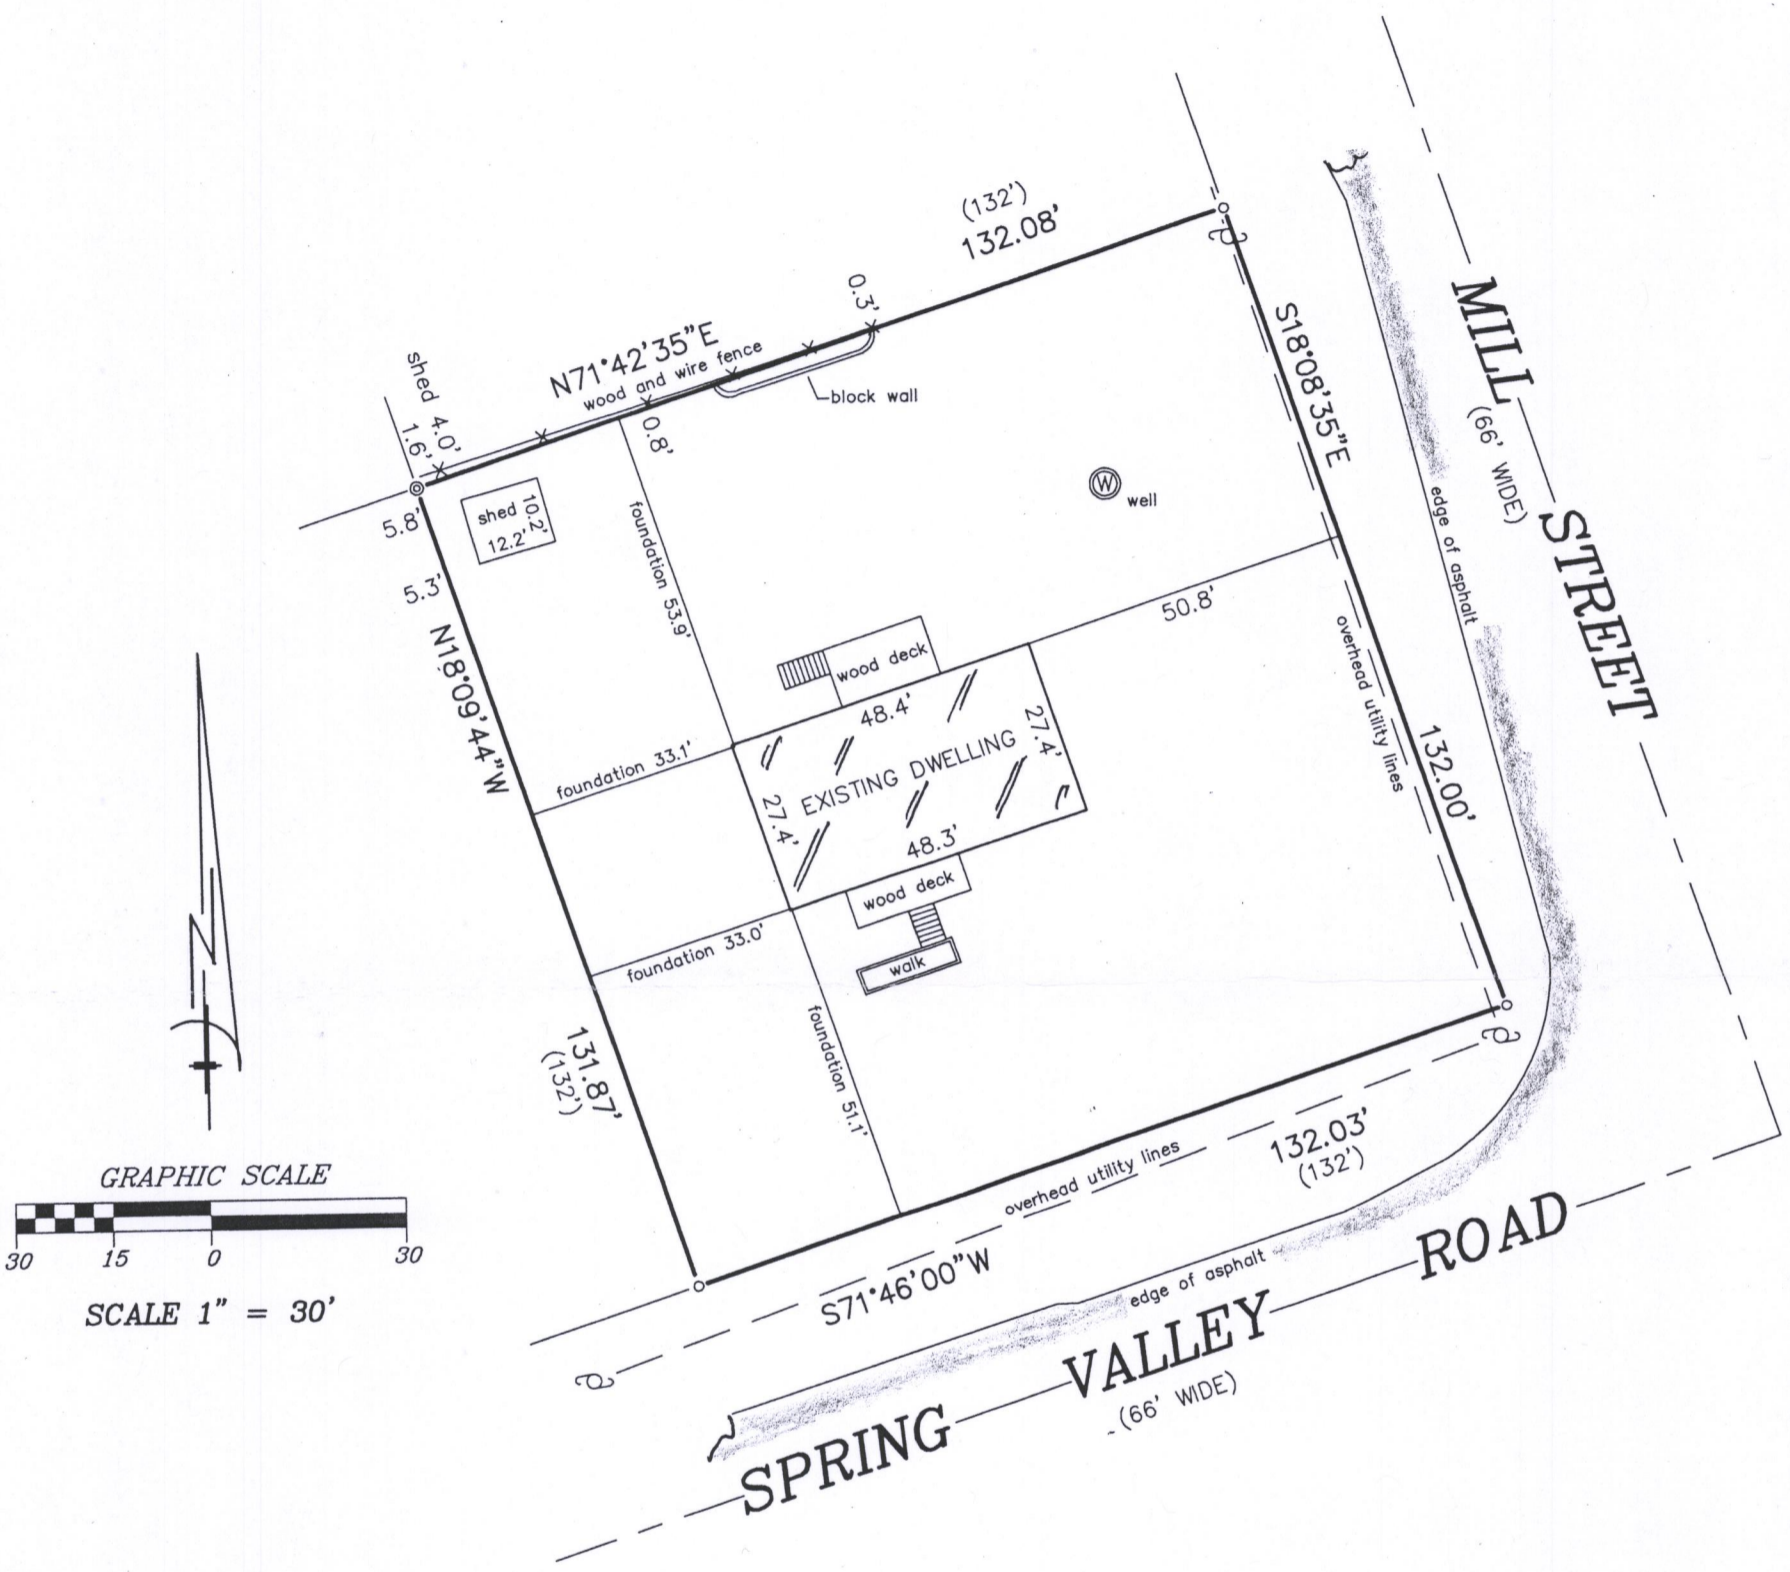 (132')
132.08'
0.3'
N71°42'35"E
wood and wire fence
shed 4.0'
1.6'
block wall
0.8'
5.8'
shed
10.2'
12.2'
5.3'
W
well
foundation 53.9'
S18°08'35"E
MILL STREET
(66' WIDE)
edge of asphalt
50.8'
overhead utility lines
N18°09'44"W
wood deck
48.4'
27.4'
foundation 33.1'
EXISTING DWELLING
27.4'
48.3'
132.00'
wood deck
foundation 33.0'
walk
foundation 51.1'
131.87'
(132')
132.03'
(132')
overhead utility lines
S71°46'00"W
edge of asphalt
SPRING VALLEY ROAD
(66' WIDE)
N
GRAPHIC SCALE
30 15 0 30
SCALE 1" = 30'